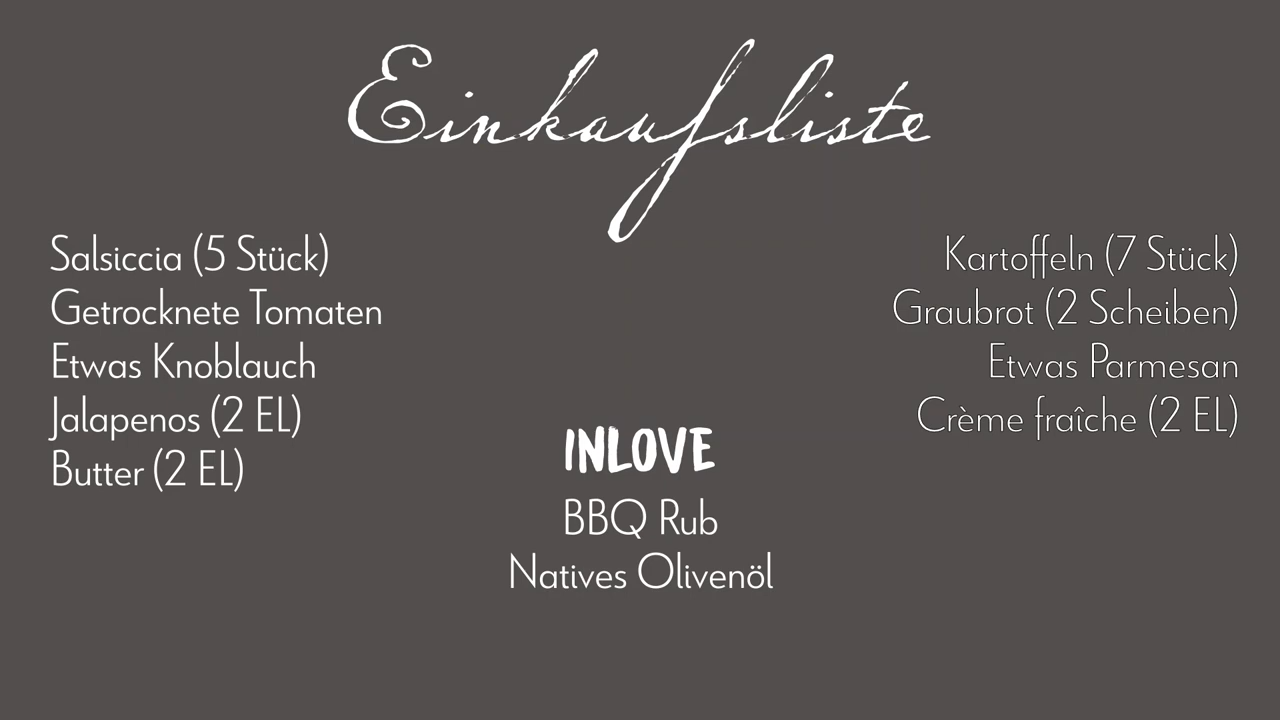 Einkaufsliste
Salsiccia (5 Stück)
Getrocknete Tomaten
Etwas Knoblauch
Jalapenos (2 EL)
Butter (2 EL)
INLOVE
BBQ Rub
Natives Olivenöl
Kartoffeln (7 Stück)
Graubrot (2 Scheiben)
Etwas Parmesan
Crème fraîche (2 EL)